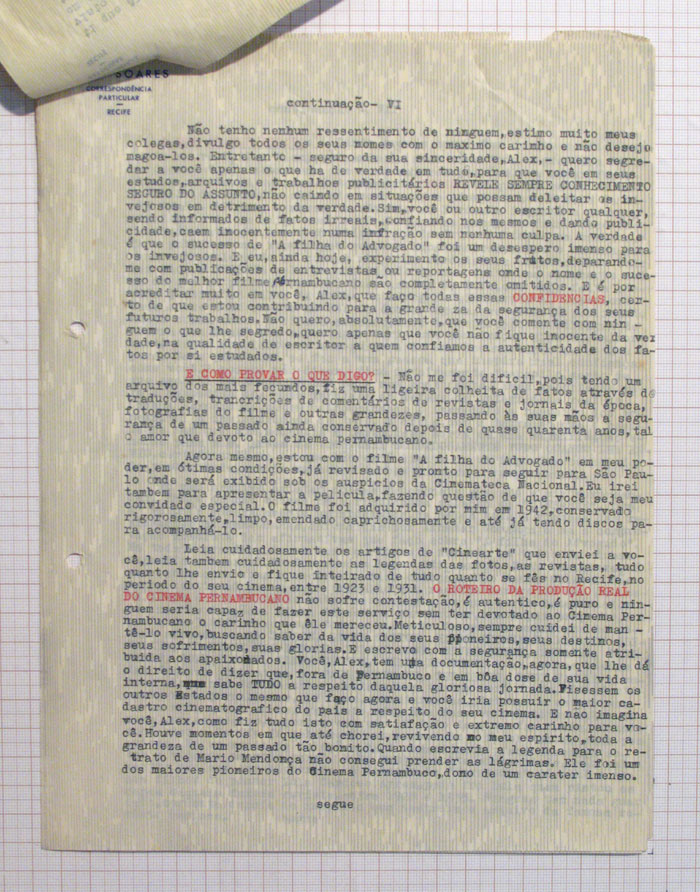 SOARES
CORRESPONDÊNCIA
PARTICULAR
RECIFE
continuação- VI
Não tenho nenhum ressentimento de ninguem,estimo muito meus
colegas,divulgo todos os seus nomes com o maximo carinho e não desejo
magoa-los. Entretanto - seguro da sua sinceridade,Alex,- quero segre-
dar a você apenas o que ha de verdade em tudo,para que você em seus
estudos,arquivos e trabalhos publicitários REVELE SEMPRE CONHECIMENTO
SEGURO DO ASSUNTO,não caindo em situações que possam deleitar os in-
vejosos em detrimento da verdade.Sim,você ou outro escritor qualquer,
sendo informados de fatos irreais,confiando nos mesmos e dando publi-
cidade,caem inocentemente numa infração sem nenhuma culpa. A verdade
é que o sucesso de "A filha do Advogado" foi um desespero imenso para
os invejosos. E eu,ainda hoje, experimento os seus frutos,deparando-
me com publicações de entrevistas ou reportagens onde o nome e o suce-
sso do melhor filme Pernambucano são completamente omitidos. E é por
acreditar muito em você, Alex,que faço todas essas CONFIDENCIAS, cer-
to de que estou contribuindo para a grande za da segurança dos seus
futuros trabalhos.Não quero,absolutamente,que você comente com nin -
guem o que lhe segredo,quero apenas que você não fique inocente da ver
dade,na qualidade de escritor a quem confiamos a autenticidade dos fa-
tos por si estudados.
E COMO PROVAR O QUE DIGO? - Não me foi dificil,pois tendo um
arquivo dos mais fecundos,fiz uma ligeira colheita de fatos através de
traduções, trancrições de comentários de revistas e jornais da época,
fotografias do filme e outras grandezes, passando às suas mãos a segu-
rança de um passado ainda conservado depois de quase quarenta anos,tal
o amor que devoto ao cinema pernambucano.
Agora mesmo,estou com o filme "A filha do Advogado" em meu po-
der,em ótimas condições,já revisado e pronto para seguir para São Pau-
lo onde será exibido sob os auspicios da Cinemateca Nacional.Eu irei
tambem para apresentar a pelicula,fazendo questão de que você seja meu
convidado especial.O filme foi adquirido por mim em 1942,conservado
rigorosamente,limpo,emendado caprichosamente e até já tendo discos pa-
ra acompanhá-lo.
Leia cuidadosamente os artigos de "Cinearte" que enviei a vo-
cê,leia tambem cuidadosamente as legendas das fotos,as revistas, tudo
quanto lhe envio e fique inteirado de tudo quanto se fês no Recife,no
periodo do seu cinema,entre 1923 e 1931. O ROTEIRO DA PRODUÇÃO REAL
DO CINEMA PERNAMBUCANO não sofre contestação,é autentico,é puro e nin-
guem seria capaz de fazer este serviço sem ter devotado ao Cinema Per-
nambucano o carinho que êle mereceu.Meticuloso,sempre cuidei de man -
tê-lo vivo,buscando saber da vida dos seus pioneiros,seus destinos,
seus sofrimentos,suas glorias.E escrevo com a segurança somente atri-
buida aos apaixonados. Você,Alex,tem uma documentação,agora,que lhe dá
o direito de dizer que,fora de Pernambuco e em bôa dose de sua vida
interna, sabe TUDO a respeito daquela gloriosa jornada.Fisessem os
outros Estados o mesmo que faço agora e você iria possuir o maior ca-
dastro cinematografico do país a respeito do seu cinema. E não imagina
você,Alex,como fiz tudo isto com satiafação e extremo carinho para vo-
cê.Houve momentos em que até chorei,revivendo no meu espirito,toda a
grandeza de um passado tão bonito.Quando escrevia a legenda para o re-
trato de Mario Mendonça não consegui prender as lágrimas. Ele foi um
dos maiores pioneiros do Cinema Pernambuco,dono de um carater imenso.
segue